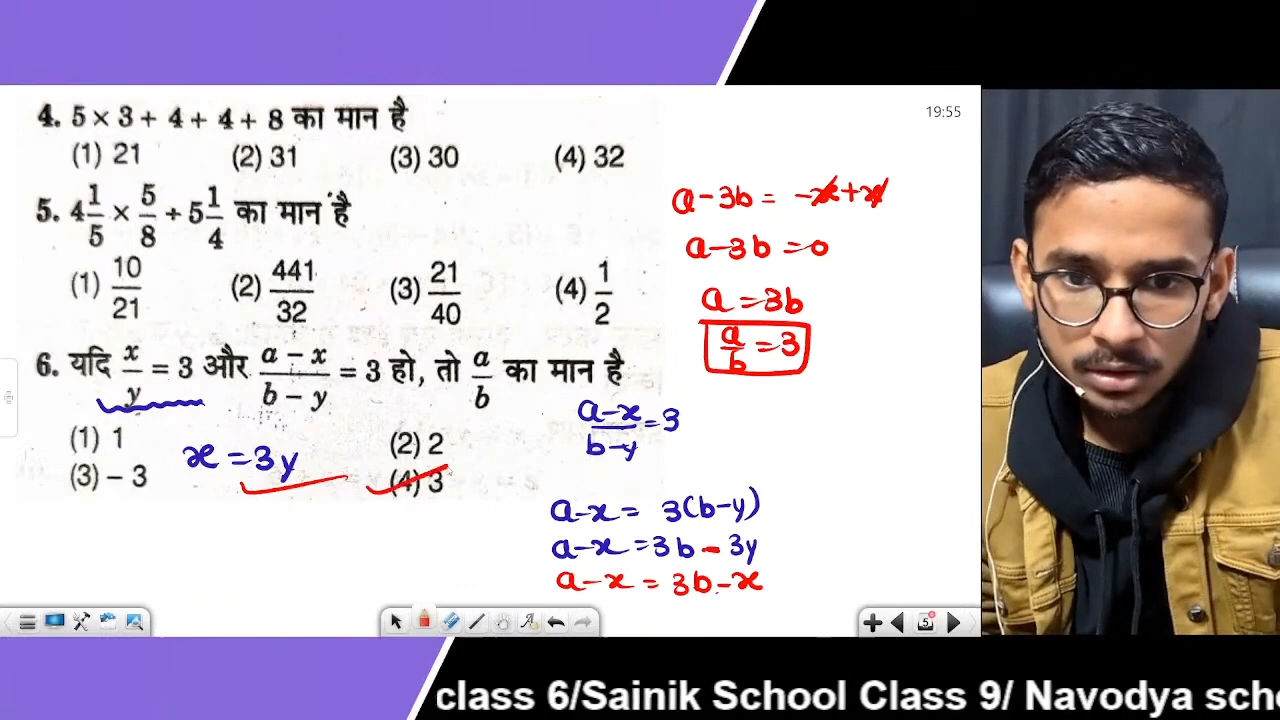 4. 5 × 3 + 4 + 4 + 8 का मान है
(1) 21 (2) 31 (3) 30 (4) 32
5. 4 1/5 × 5/8 + 5 1/4 का मान है
(1) 10/21 (2) 441/32 (3) 21/40 (4) 1/2
6. यदि x/y = 3 और (a − x)/(b − y) = 3 हो, तो a/b का मान है
(1) 1 (2) 2
(3) − 3 (4) 3
x = 3y
(a-x)/(b-y) = 3
a-x = 3(b-y)
a-x = 3b - 3y
a-x = 3b - x
19:55
a-3b = -x+x
a-3b = 0
a = 3b
a/b = 3
5
class 6/Sainik School Class 9/ Navodya scho